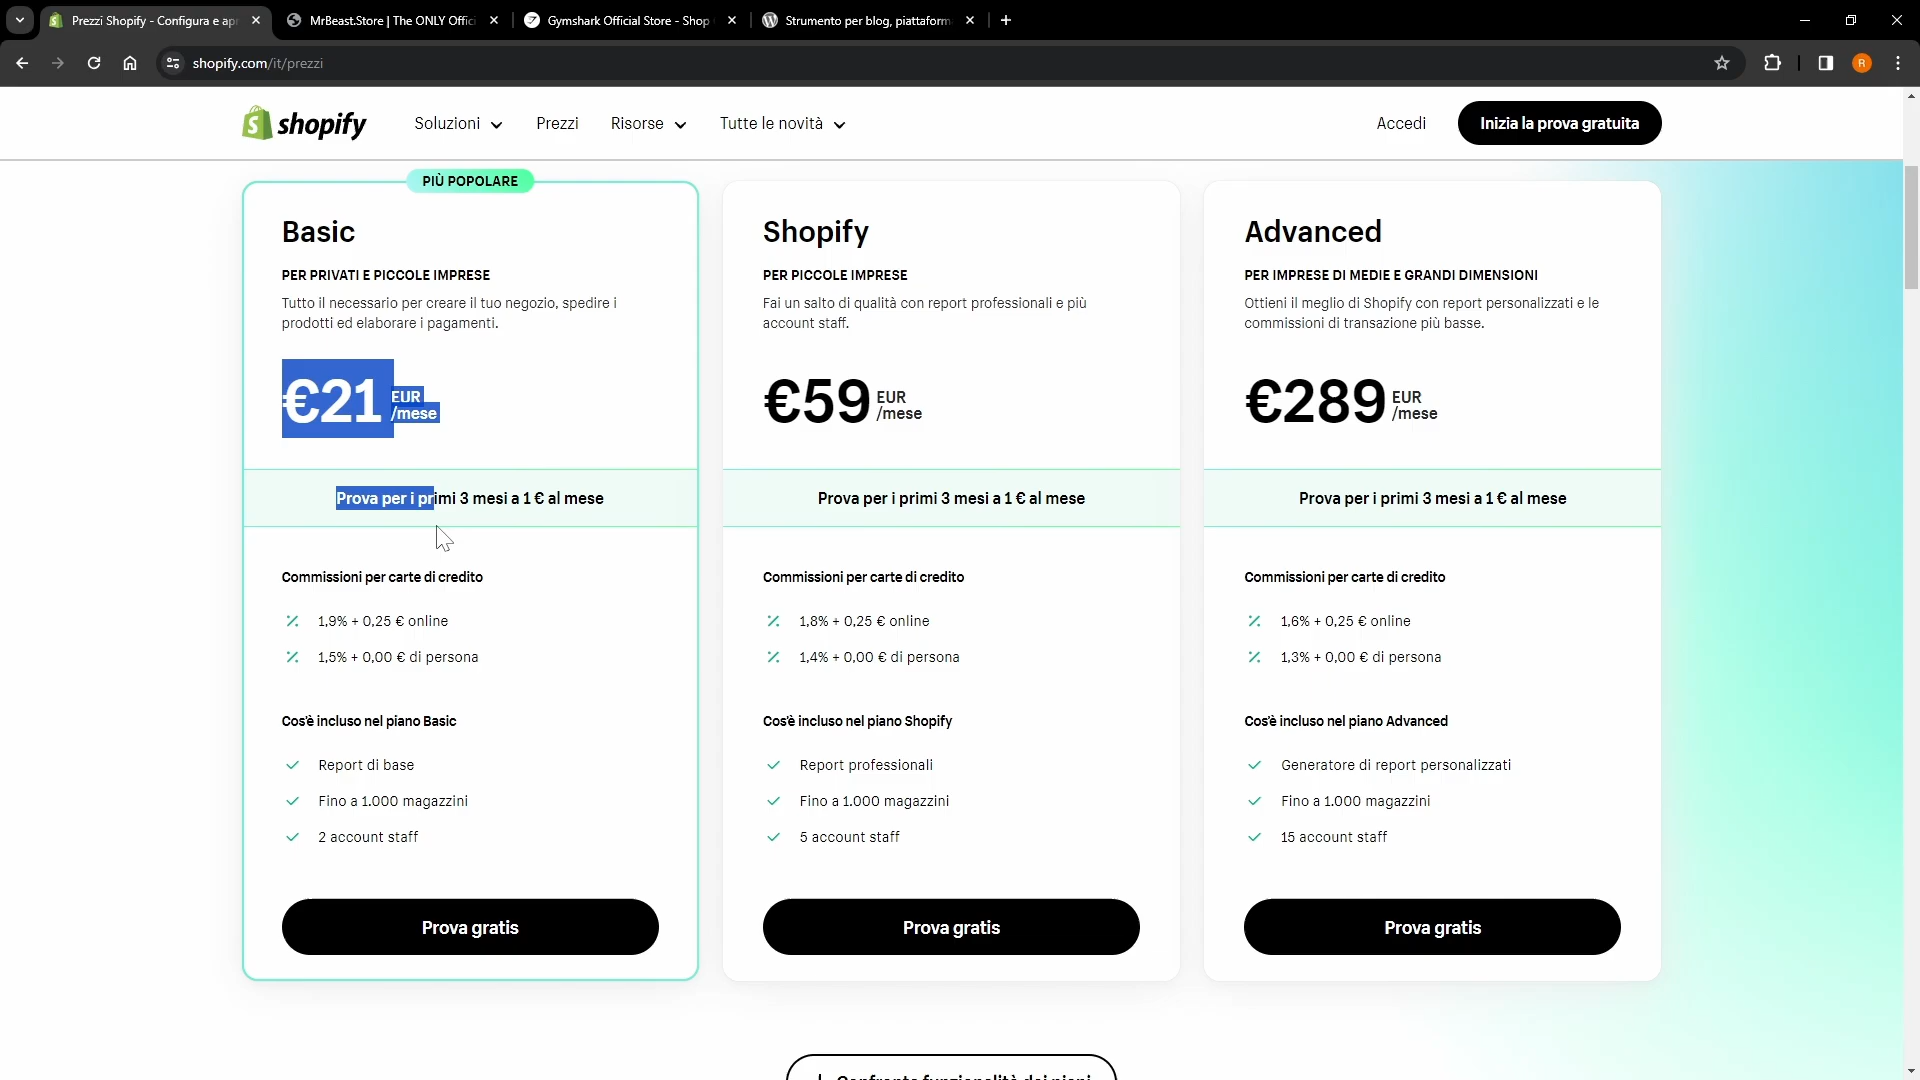 Prezzi Shopify - Configura e ap
MrBeast.Store | The ONLY Offic
Gymshark Official Store - Shop
Strumento per blog, piattaform
shopify.com/it/prezzi
R
shopify
Soluzioni
Prezzi
Risorse
Tutte le novità
Accedi
Inizia la prova gratuita
PIÙ POPOLARE
Basic
PER PRIVATI E PICCOLE IMPRESE
Tutto il necessario per creare il tuo negozio, spedire i
prodotti ed elaborare i pagamenti.
€21 EUR
/mese
Prova per i primi 3 mesi a 1 € al mese
Commissioni per carte di credito
1,9% + 0,25 € online
1,5% + 0,00 € di persona
Cos'è incluso nel piano Basic
Report di base
Fino a 1.000 magazzini
2 account staff
Prova gratis
Shopify
PER PICCOLE IMPRESE
Fai un salto di qualità con report professionali e più
account staff.
€59 EUR
/mese
Prova per i primi 3 mesi a 1 € al mese
Commissioni per carte di credito
1,8% + 0,25 € online
1,4% + 0,00 € di persona
Cos'è incluso nel piano Shopify
Report professionali
Fino a 1.000 magazzini
5 account staff
Prova gratis
Advanced
PER IMPRESE DI MEDIE E GRANDI DIMENSIONI
Ottieni il meglio di Shopify con report personalizzati e le
commissioni di transazione più basse.
€289 EUR
/mese
Prova per i primi 3 mesi a 1 € al mese
Commissioni per carte di credito
1,6% + 0,25 € online
1,3% + 0,00 € di persona
Cos'è incluso nel piano Advanced
Generatore di report personalizzati
Fino a 1.000 magazzini
15 account staff
Prova gratis
Confronta funzionalità dei piani